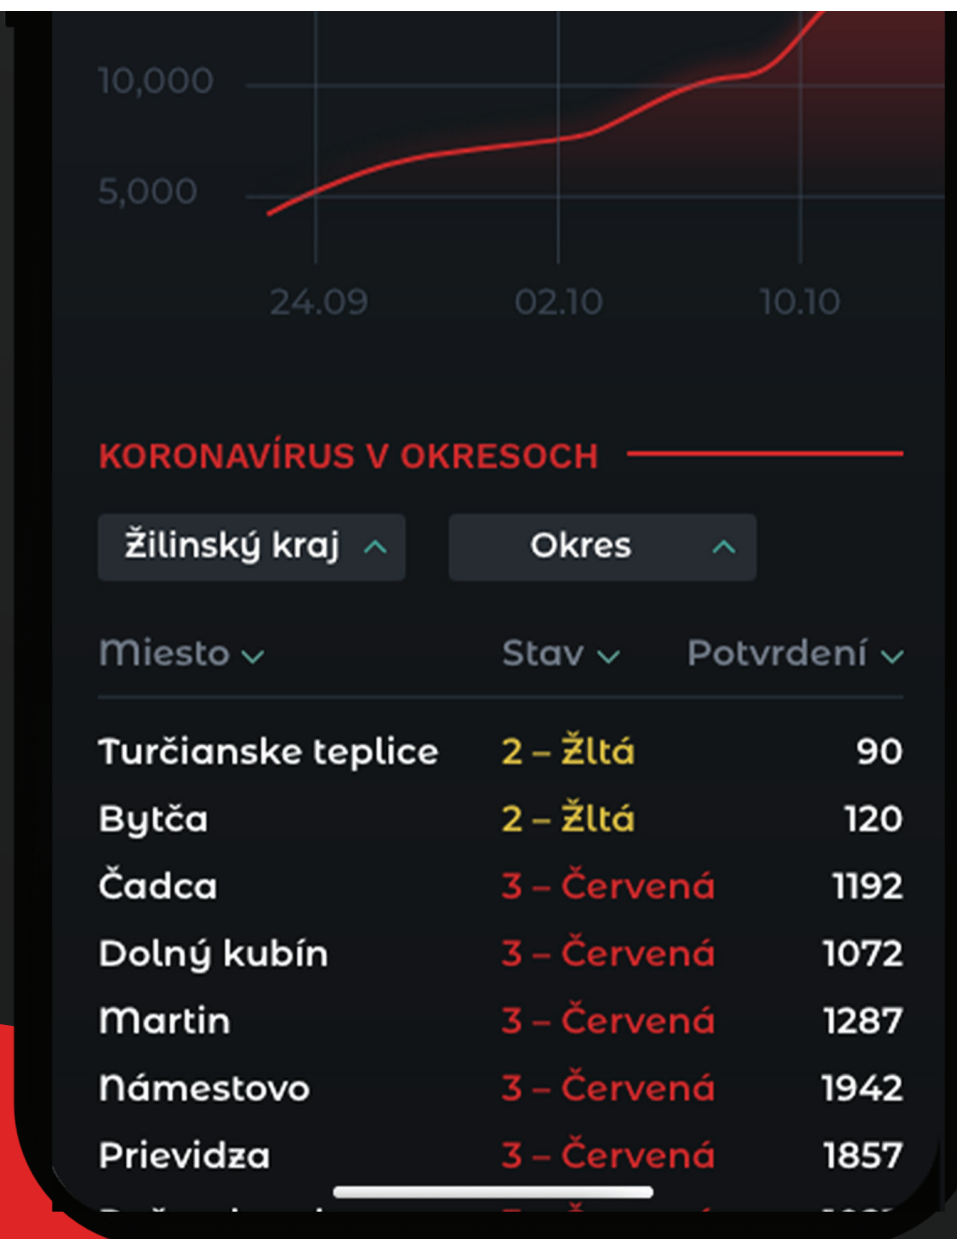 10,000
5,000
24.09 02.10 10.10
KORONAVÍRUS V OKRESOCH
Žilinský kraj Okres
Miesto Stav Potvrdení
Turčianske teplice 2 – Žltá 90
Bytča 2 – Žltá 120
Čadca 3 – Červená 1192
Dolný kubín 3 – Červená 1072
Martin 3 – Červená 1287
Námestovo 3 – Červená 1942
Prievidza 3 – Červená 1857